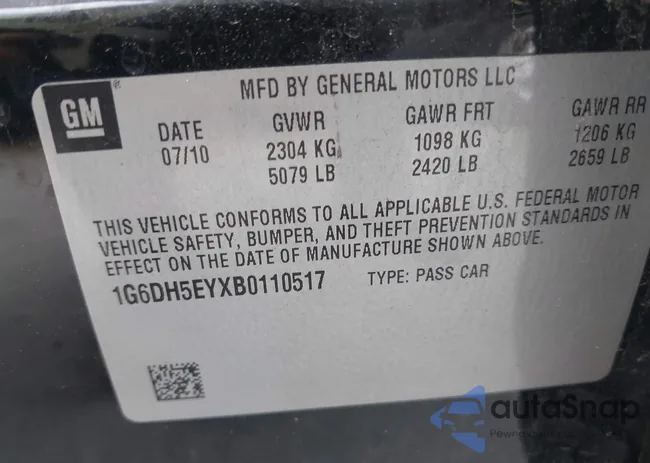 MFD BY GENERAL MOTORS LLC
GM
DATE GVWR GAWR FRT GAWR RR
07/10 2304 KG 1098 KG 1206 KG
5079 LB 2420 LB 2659 LB
THIS VEHICLE CONFORMS TO ALL APPLICABLE U.S. FEDERAL MOTOR
VEHICLE SAFETY, BUMPER, AND THEFT PREVENTION STANDARDS IN
EFFECT ON THE DATE OF MANUFACTURE SHOWN ABOVE.
1G6DH5EYXB0110517 TYPE: PASS CAR
autoSnap